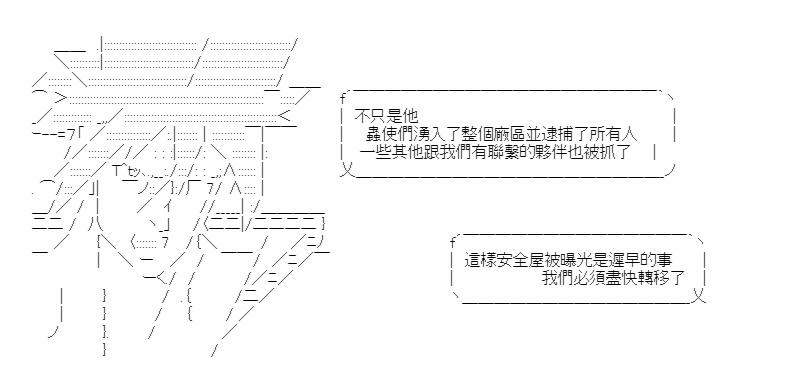 不只是他
蟲使們湧入了整個廠區並逮捕了所有人
一些其他跟我們有聯繫的夥伴也被抓了
這樣安全屋被曝光是遲早的事
我們必須盡快轉移了